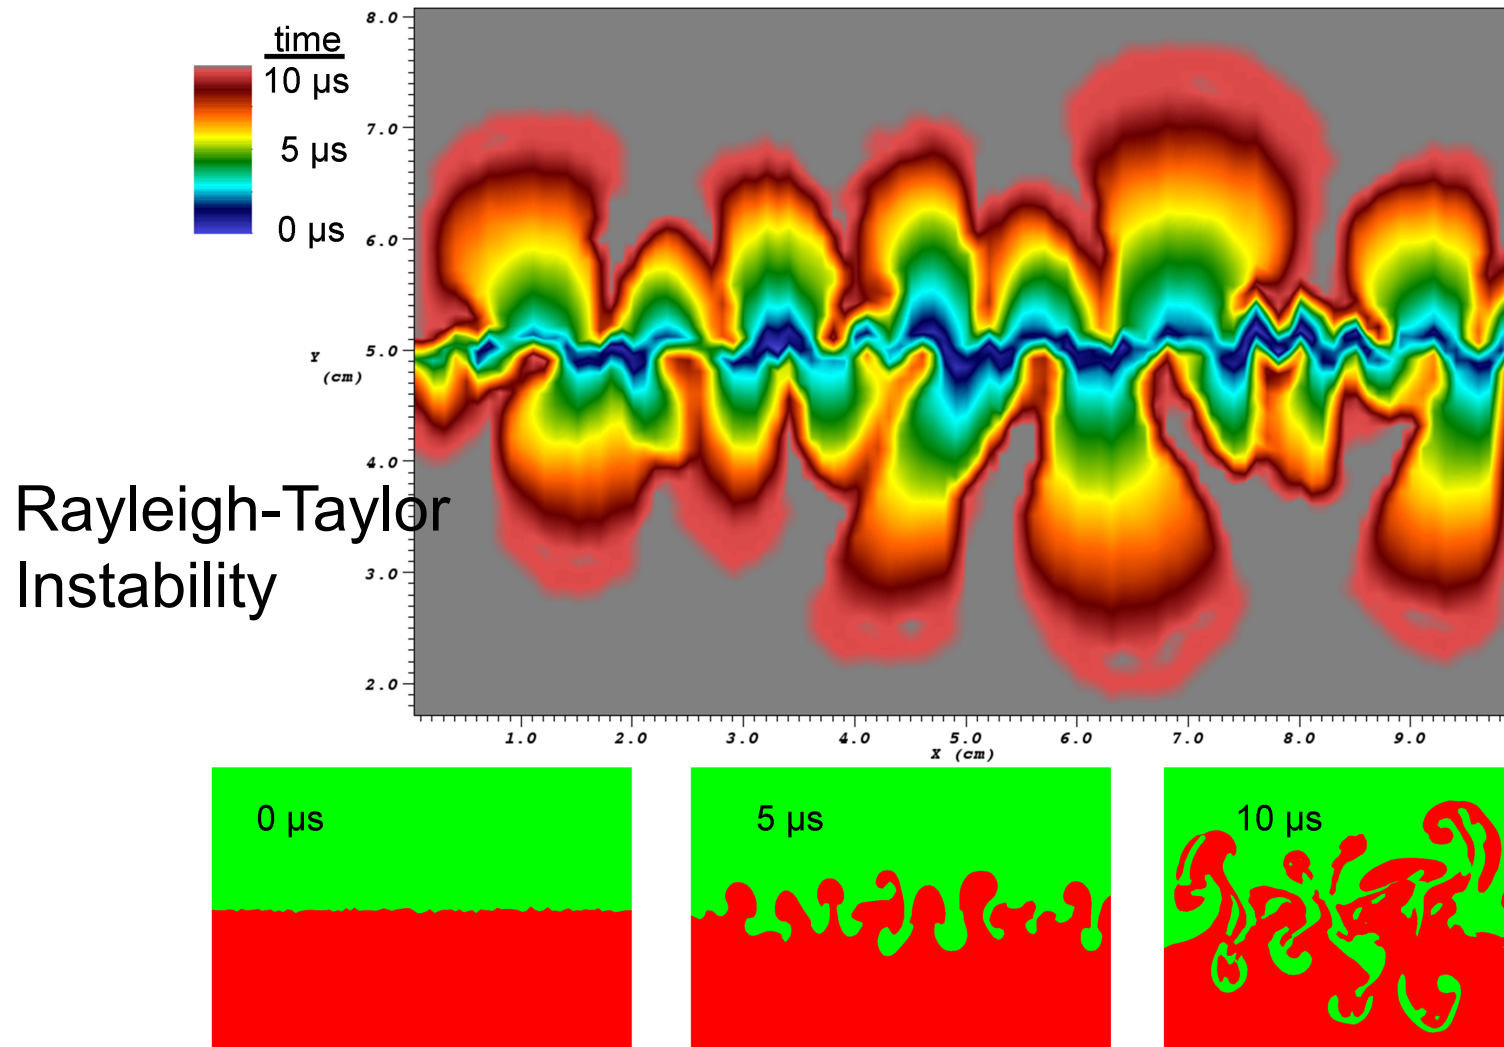 time
10 µs
5 µs
0 µs
8.0
7.0
6.0
5.0
4.0
3.0
2.0
Y
(cm)
Rayleigh-Taylor
Instability
1.0 2.0 3.0 4.0 5.0 6.0 7.0 8.0 9.0
X (cm)
0 µs
5 µs
10 µs